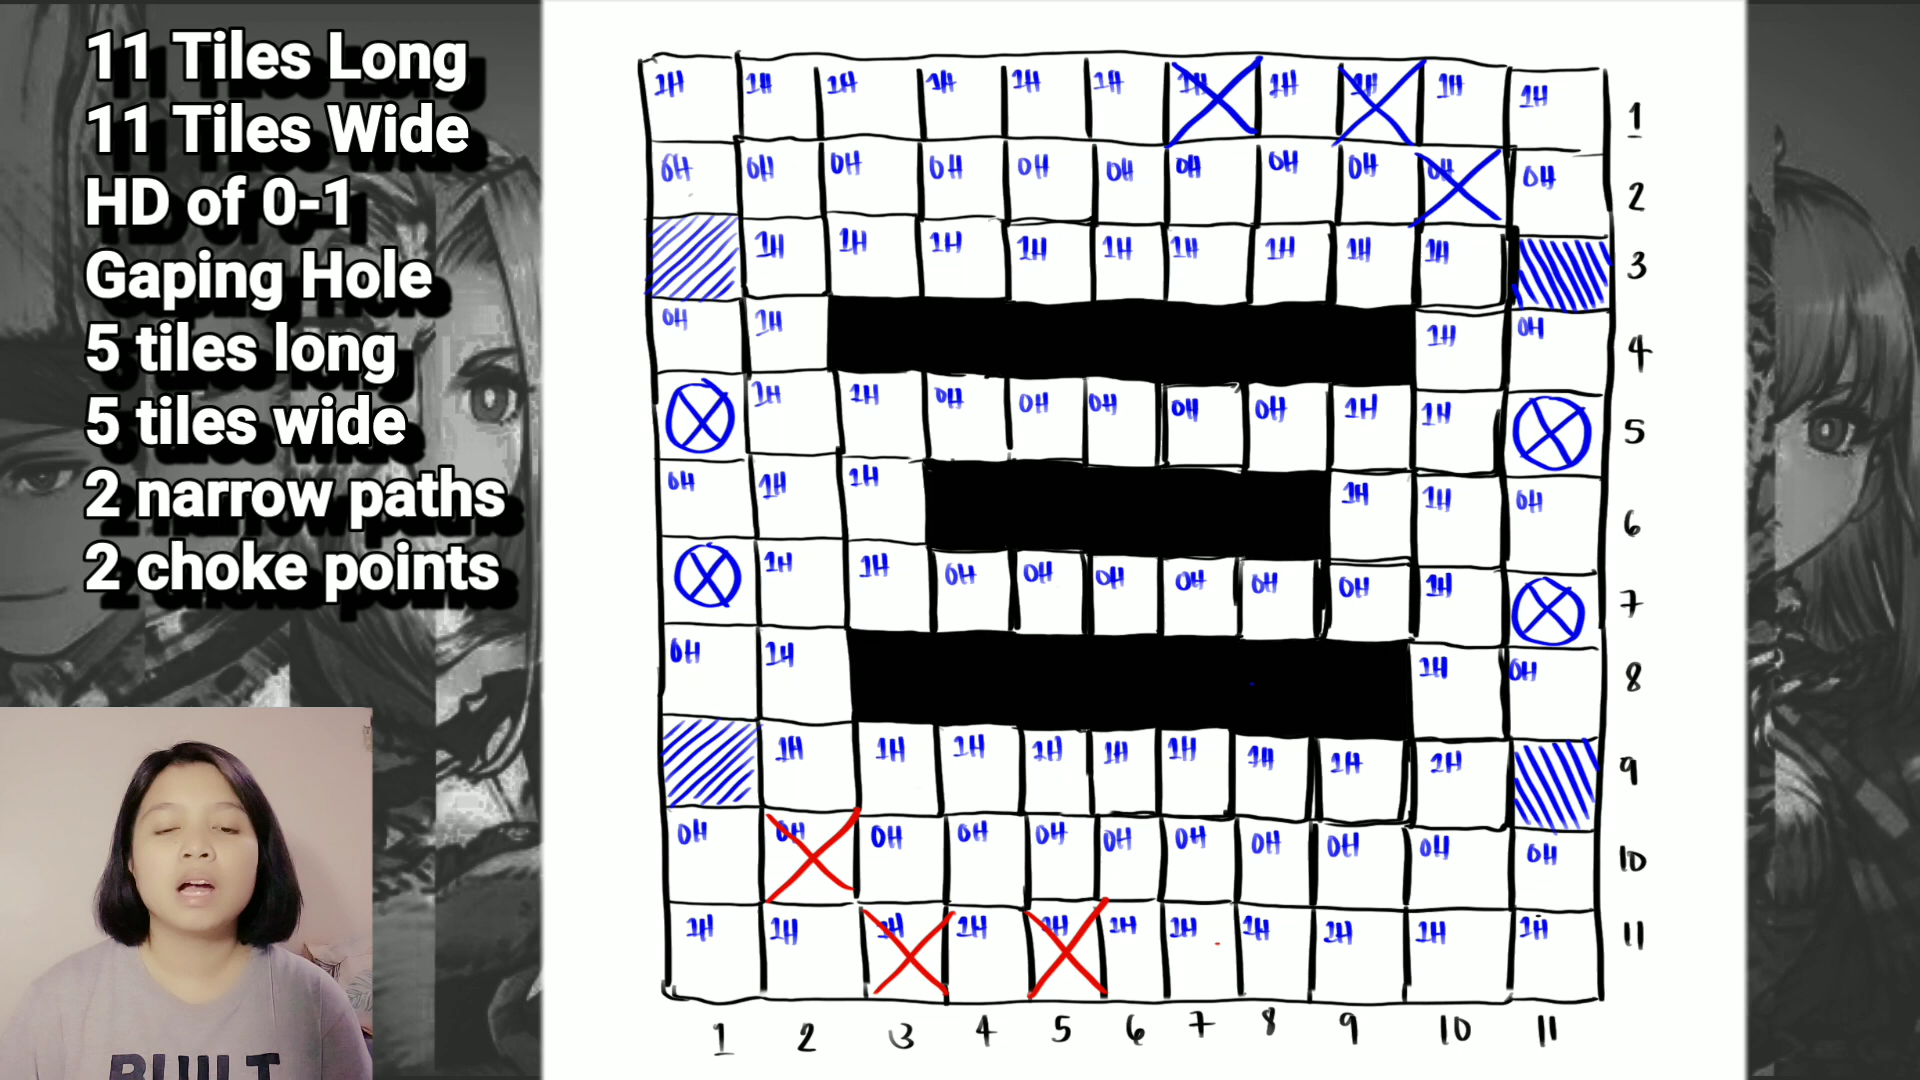 11 Tiles Long
11 Tiles Wide
HD of 0-1
Gaping Hole
5 tiles long
5 tiles wide
2 narrow paths
2 choke points
1H 1H 1H 1H 1H 1H 1H 1H 1H 1H 1H 1
0H 0H 0H 0H 0H 0H 0H 0H 0H 0H 0H 2
1H 1H 1H 1H 1H 1H 1H 1H 1H 3
0H 1H 1H 0H 4
1H 1H 0H 0H 0H 0H 0H 1H 1H 5
0H 1H 1H 1H 1H 0H 6
1H 1H 0H 0H 0H 0H 0H 0H 1H 7
0H 1H 1H 0H 8
1H 1H 1H 1H 1H 1H 1H 1H 1H 9
0H 0H 0H 0H 0H 0H 0H 0H 0H 0H 0H 10
1H 1H 1H 1H 1H 1H 1H 1H 1H 1H 1H 11
1 2 3 4 5 6 7 8 9 10 11
BUILT